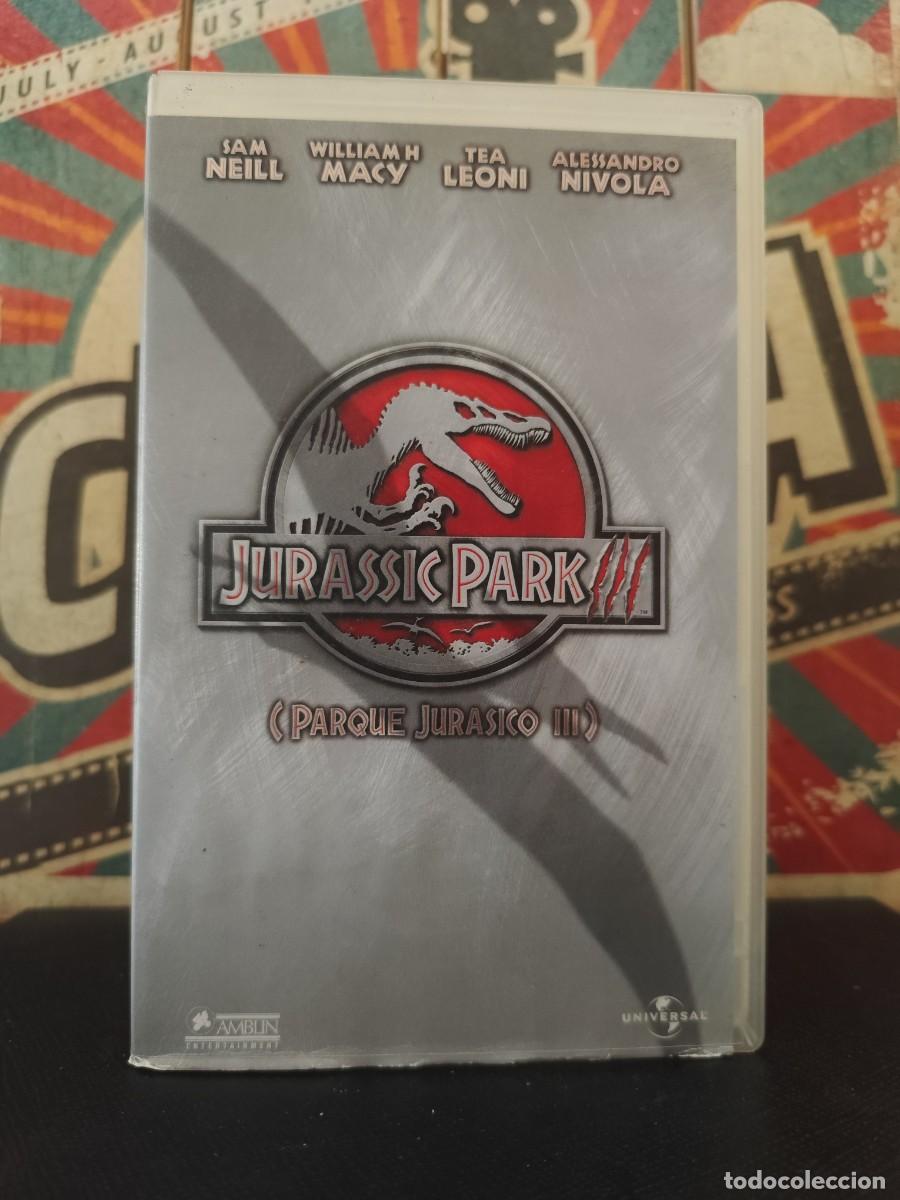 JULY - AUGUST
SAM NEILL
WILLIAM H MACY
TEA LEONI
ALESSANDRO NIVOLA
JURASSIC PARK III
TM
(PARQUE JURASICO III)
AMBLIN
ENTERTAINMENT
UNIVERSAL
todocoleccion